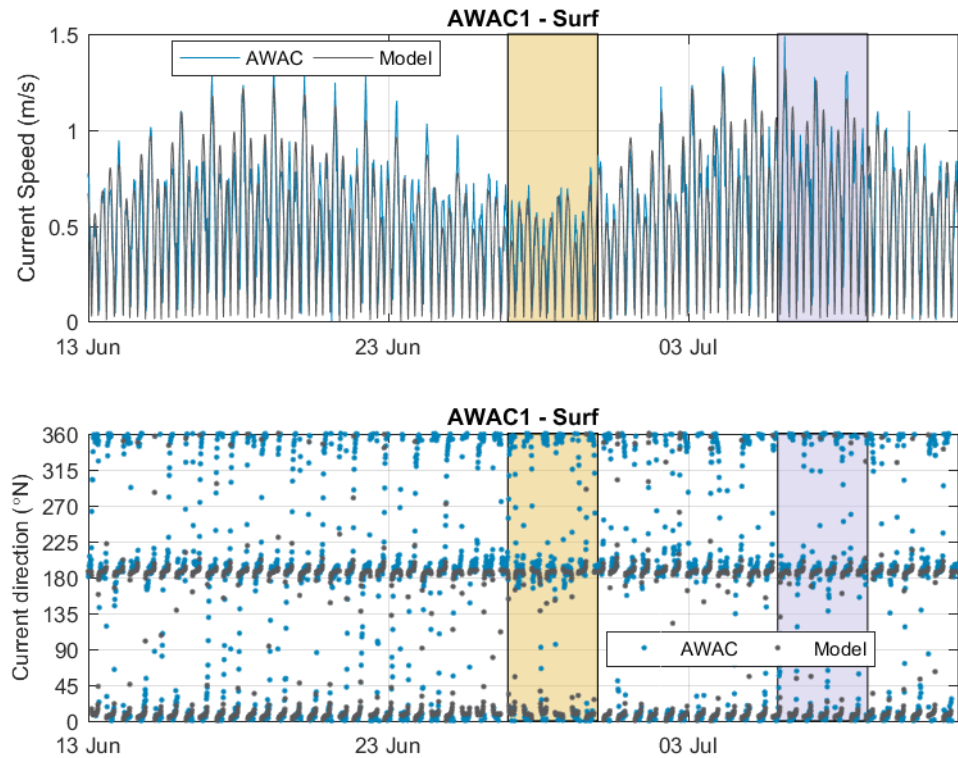 AWAC1 - Surf
AWAC Model
Current Speed (m/s)
1.5
1
0.5
0
13 Jun 23 Jun 03 Jul
AWAC1 - Surf
Current direction (°N)
360
315
270
225
180
135
90
45
0
AWAC Model
13 Jun 23 Jun 03 Jul